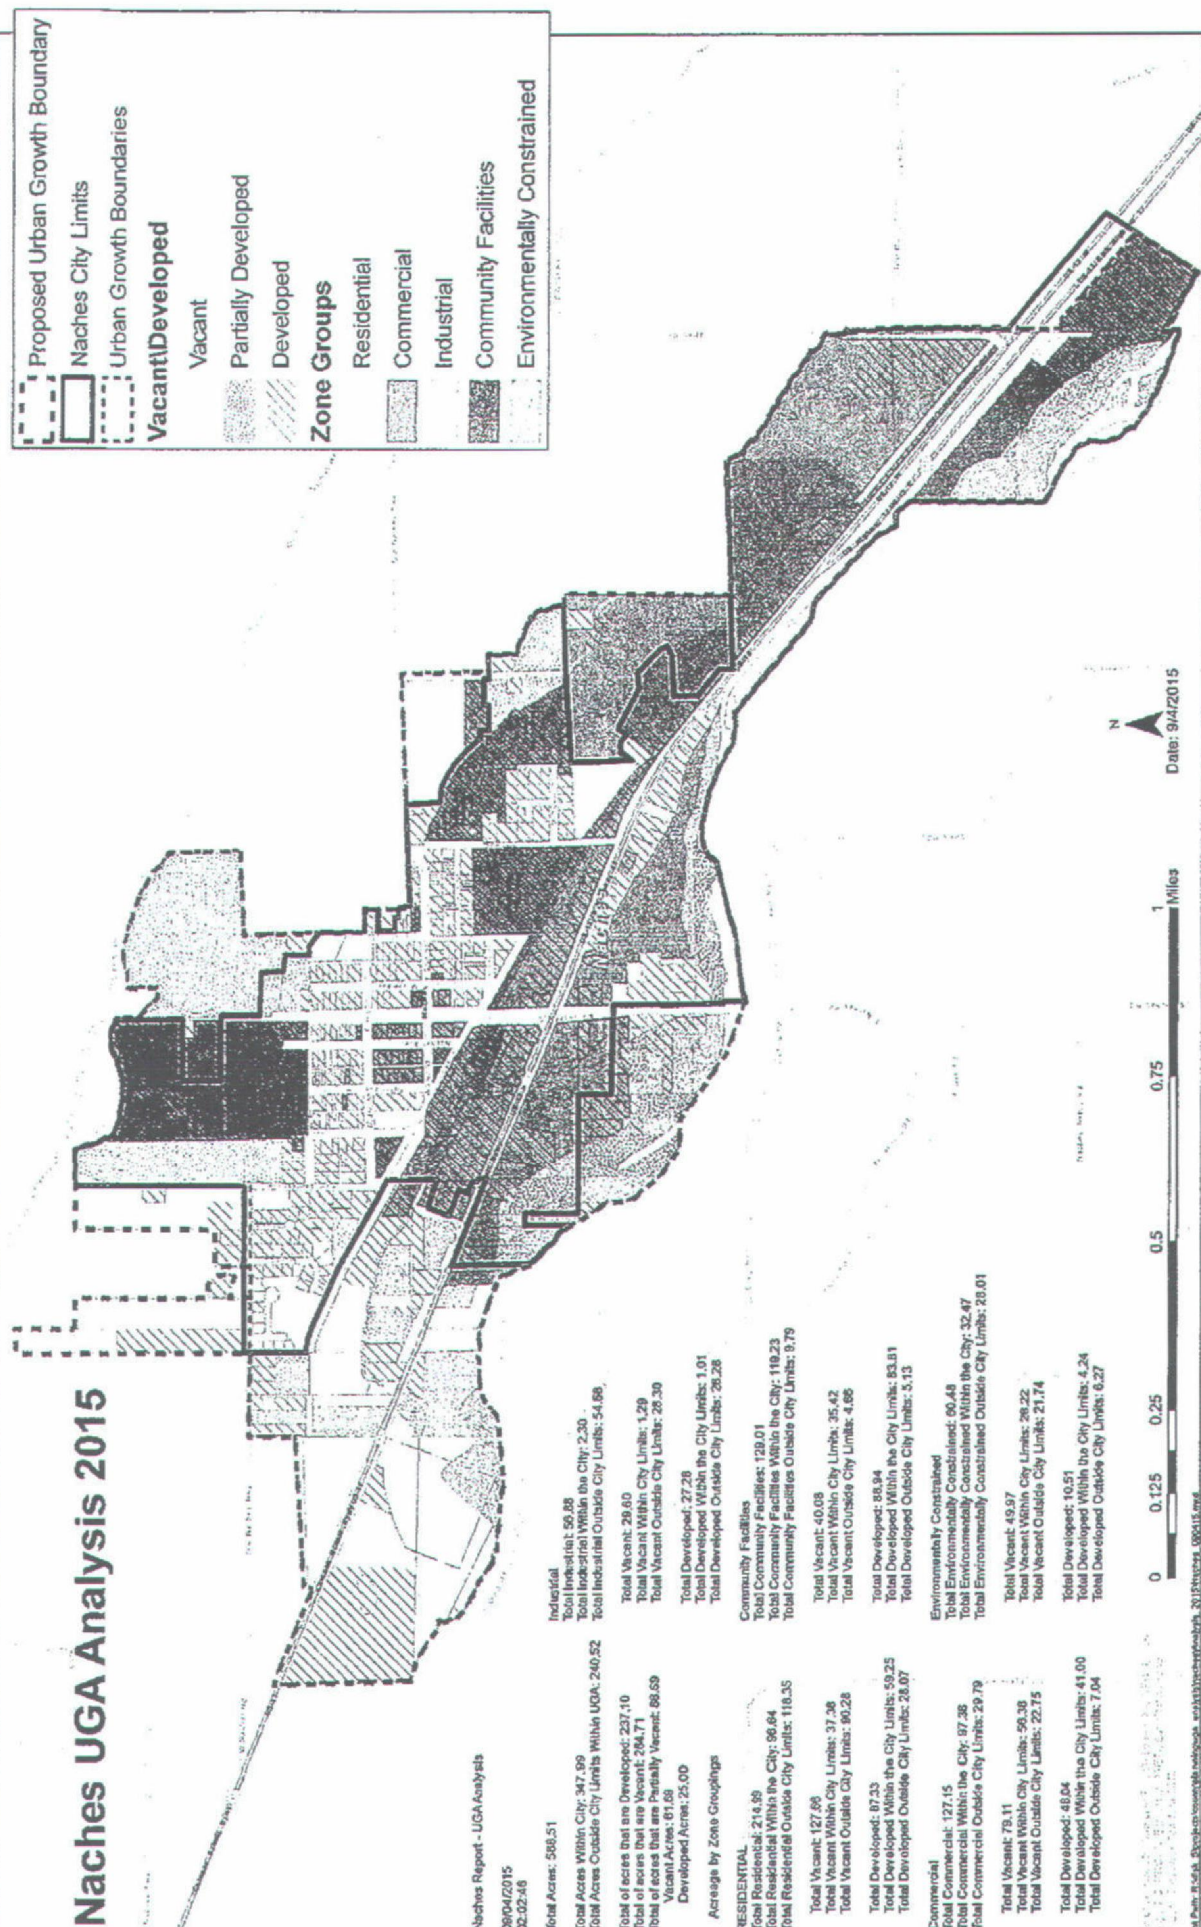 Naches UGA Analysis 2015
Proposed Urban Growth Boundary
Naches City Limits
Urban Growth Boundaries
Vacant\Developed
Vacant
Partially Developed
Developed
Zone Groups
Residential
Commercial
Industrial
Community Facilities
Environmentally Constrained
Naches Report - UGA Analysis
09/04/2015
02:02:46
Total Acres: 588.51
Total Acres Within City: 347.99
Total Acres Outside City Limits Within UGA: 240.52
Total of acres that are Developed: 237.10
Total of acres that are Vacent: 264.71
Total of acres that are Partially Vacent: 86.69
Vacant Acres: 61.69
Developed Acres: 25.00
Acreage by Zone Groupings
RESIDENTIAL
Total Residential: 214.99
Total Residential Within the City: 96.64
Total Residential Outside City Limits: 118.35
Total Vacant: 127.66
Total Vacant Within City Limits: 37.38
Total Vacant Outside City Limits: 90.28
Total Developed: 87.33
Total Developed Within the City Limits: 59.25
Total Developed Outside City Limits: 28.07
Commercial
Total Commercial: 127.15
Total Commercial Within the City: 97.36
Total Commercial Outside City Limits: 29.79
Total Vacant: 79.11
Total Vacant Within City Limits: 56.38
Total Vacant Outside City Limits: 22.75
Total Developed: 48.04
Total Developed Within the City Limits: 41.00
Total Developed Outside City Limits: 7.04
Industrial
Total Industrial: 56.88
Total Industrial Within the City: 2.30
Total Industrial Outside City Limits: 54.58
Total Vacant: 29.60
Total Vacant Within City Limits: 1.29
Total Vacant Outside City Limits: 28.30
Total Developed: 27.28
Total Developed Within the City Limits: 1.01
Total Developed Outside City Limits: 26.28
Community Facilities
Total Community Facilities: 129.01
Total Community Facilities Within the City: 119.23
Total Community Facilities Outside City Limits: 9.79
Total Vacant: 40.08
Total Vacant Within City Limits: 35.42
Total Vacant Outside City Limits: 4.66
Total Developed: 88.94
Total Developed Within the City Limits: 83.81
Total Developed Outside City Limits: 5.13
Environmentally Constrained
Total Environmentally Constrained: 60.48
Total Environmentally Constrained Within the City: 32.47
Total Environmentally Constrained Outside City Limits: 28.01
Total Vacant: 49.97
Total Vacant Within City Limits: 28.22
Total Vacant Outside City Limits: 21.74
Total Developed: 10.51
Total Developed Within the City Limits: 4.24
Total Developed Outside City Limits: 6.27
0 0.125 0.25 0.5 0.75 1 Miles
N
Date: 9/4/2015